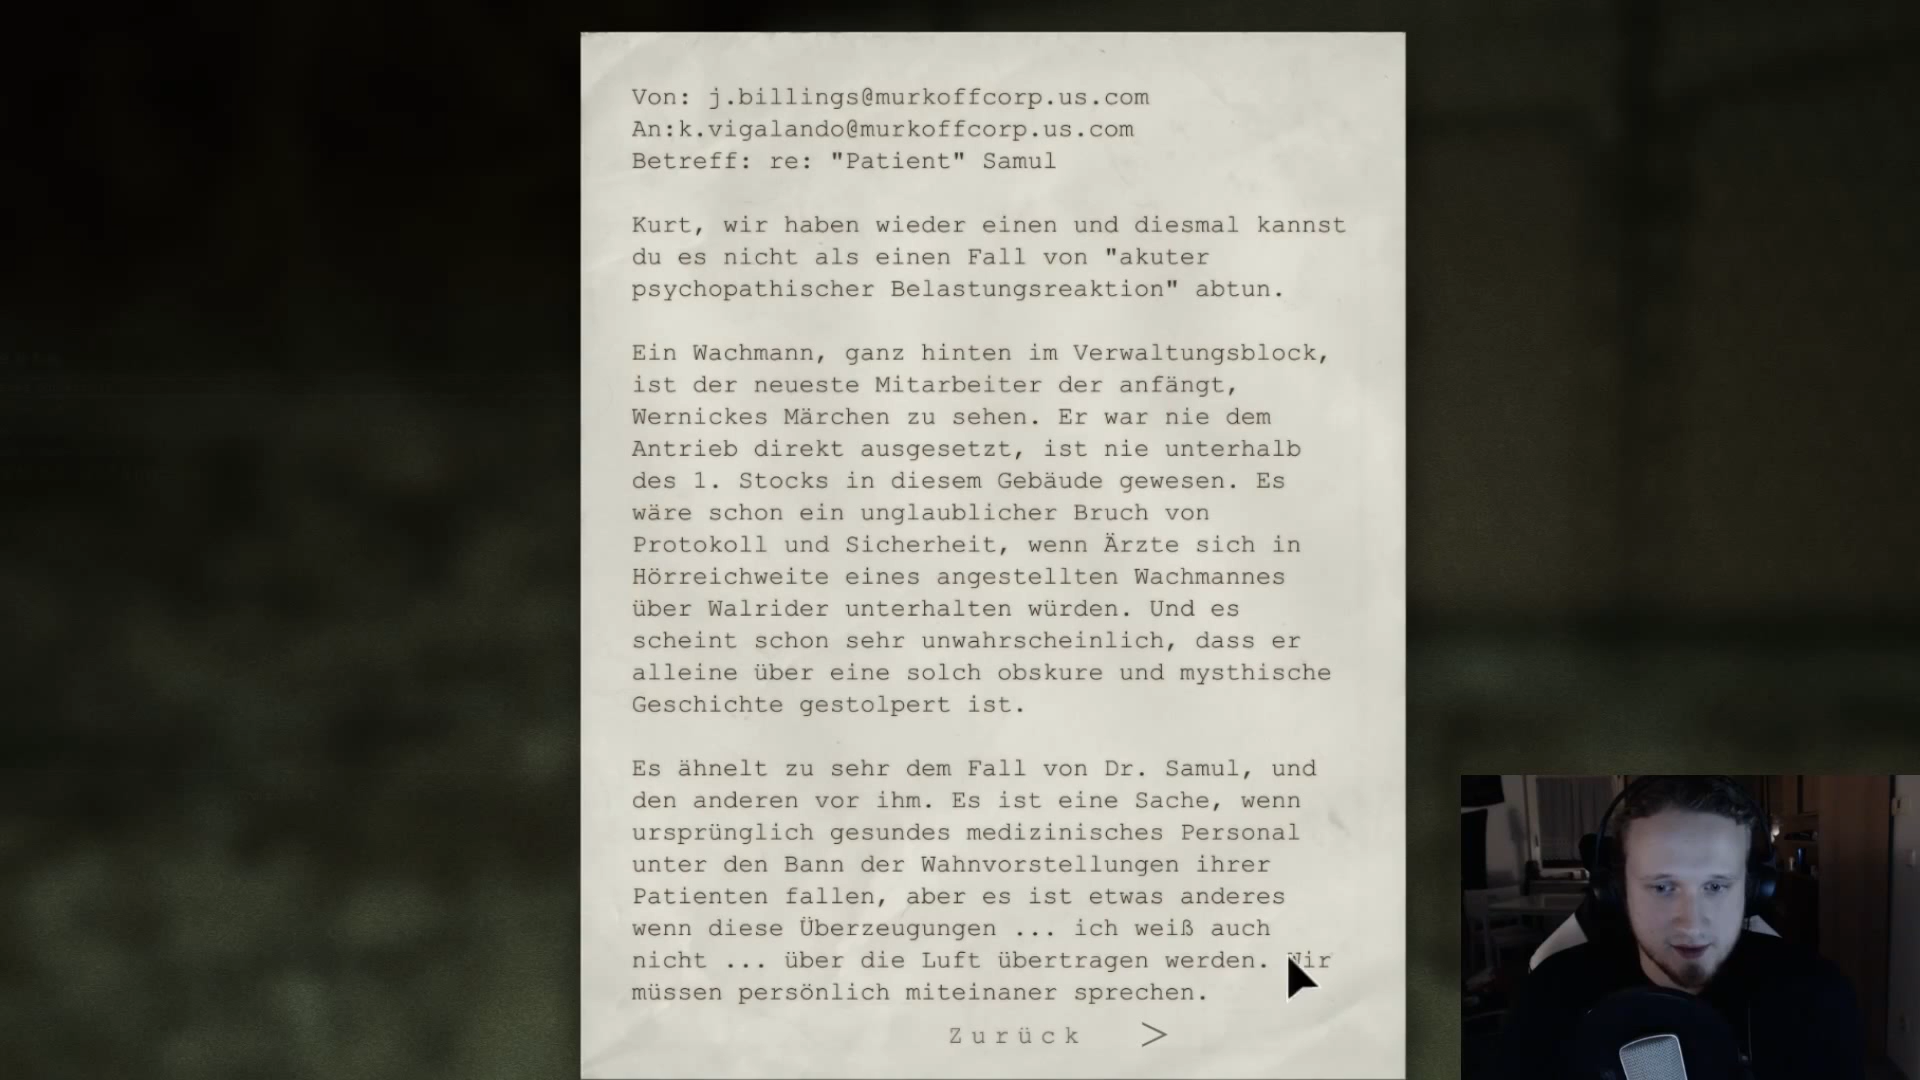 Von: j.billings@murkoffcorp.us.com
An:k.vigalando@murkoffcorp.us.com
Betreff: re: "Patient" Samul
Kurt, wir haben wieder einen und diesmal kannst
du es nicht als einen Fall von "akuter
psychopathischer Belastungsreaktion" abtun.
Ein Wachmann, ganz hinten im Verwaltungsblock,
ist der neueste Mitarbeiter der anfängt,
Wernickes Märchen zu sehen. Er war nie dem
Antrieb direkt ausgesetzt, ist nie unterhalb
des 1. Stocks in diesem Gebäude gewesen. Es
wäre schon ein unglaublicher Bruch von
Protokoll und Sicherheit, wenn Ärzte sich in
Hörreichweite eines angestellten Wachmannes
über Walrider unterhalten würden. Und es
scheint schon sehr unwahrscheinlich, dass er
alleine über eine solch obskure und mysthische
Geschichte gestolpert ist.
Es ähnelt zu sehr dem Fall von Dr. Samul, und
den anderen vor ihm. Es ist eine Sache, wenn
ursprünglich gesundes medizinisches Personal
unter den Bann der Wahnvorstellungen ihrer
Patienten fallen, aber es ist etwas anderes
wenn diese Überzeugungen ... ich weiß auch
nicht ... über die Luft übertragen werden. Wir
müssen persönlich miteinaner sprechen.
Zurück >